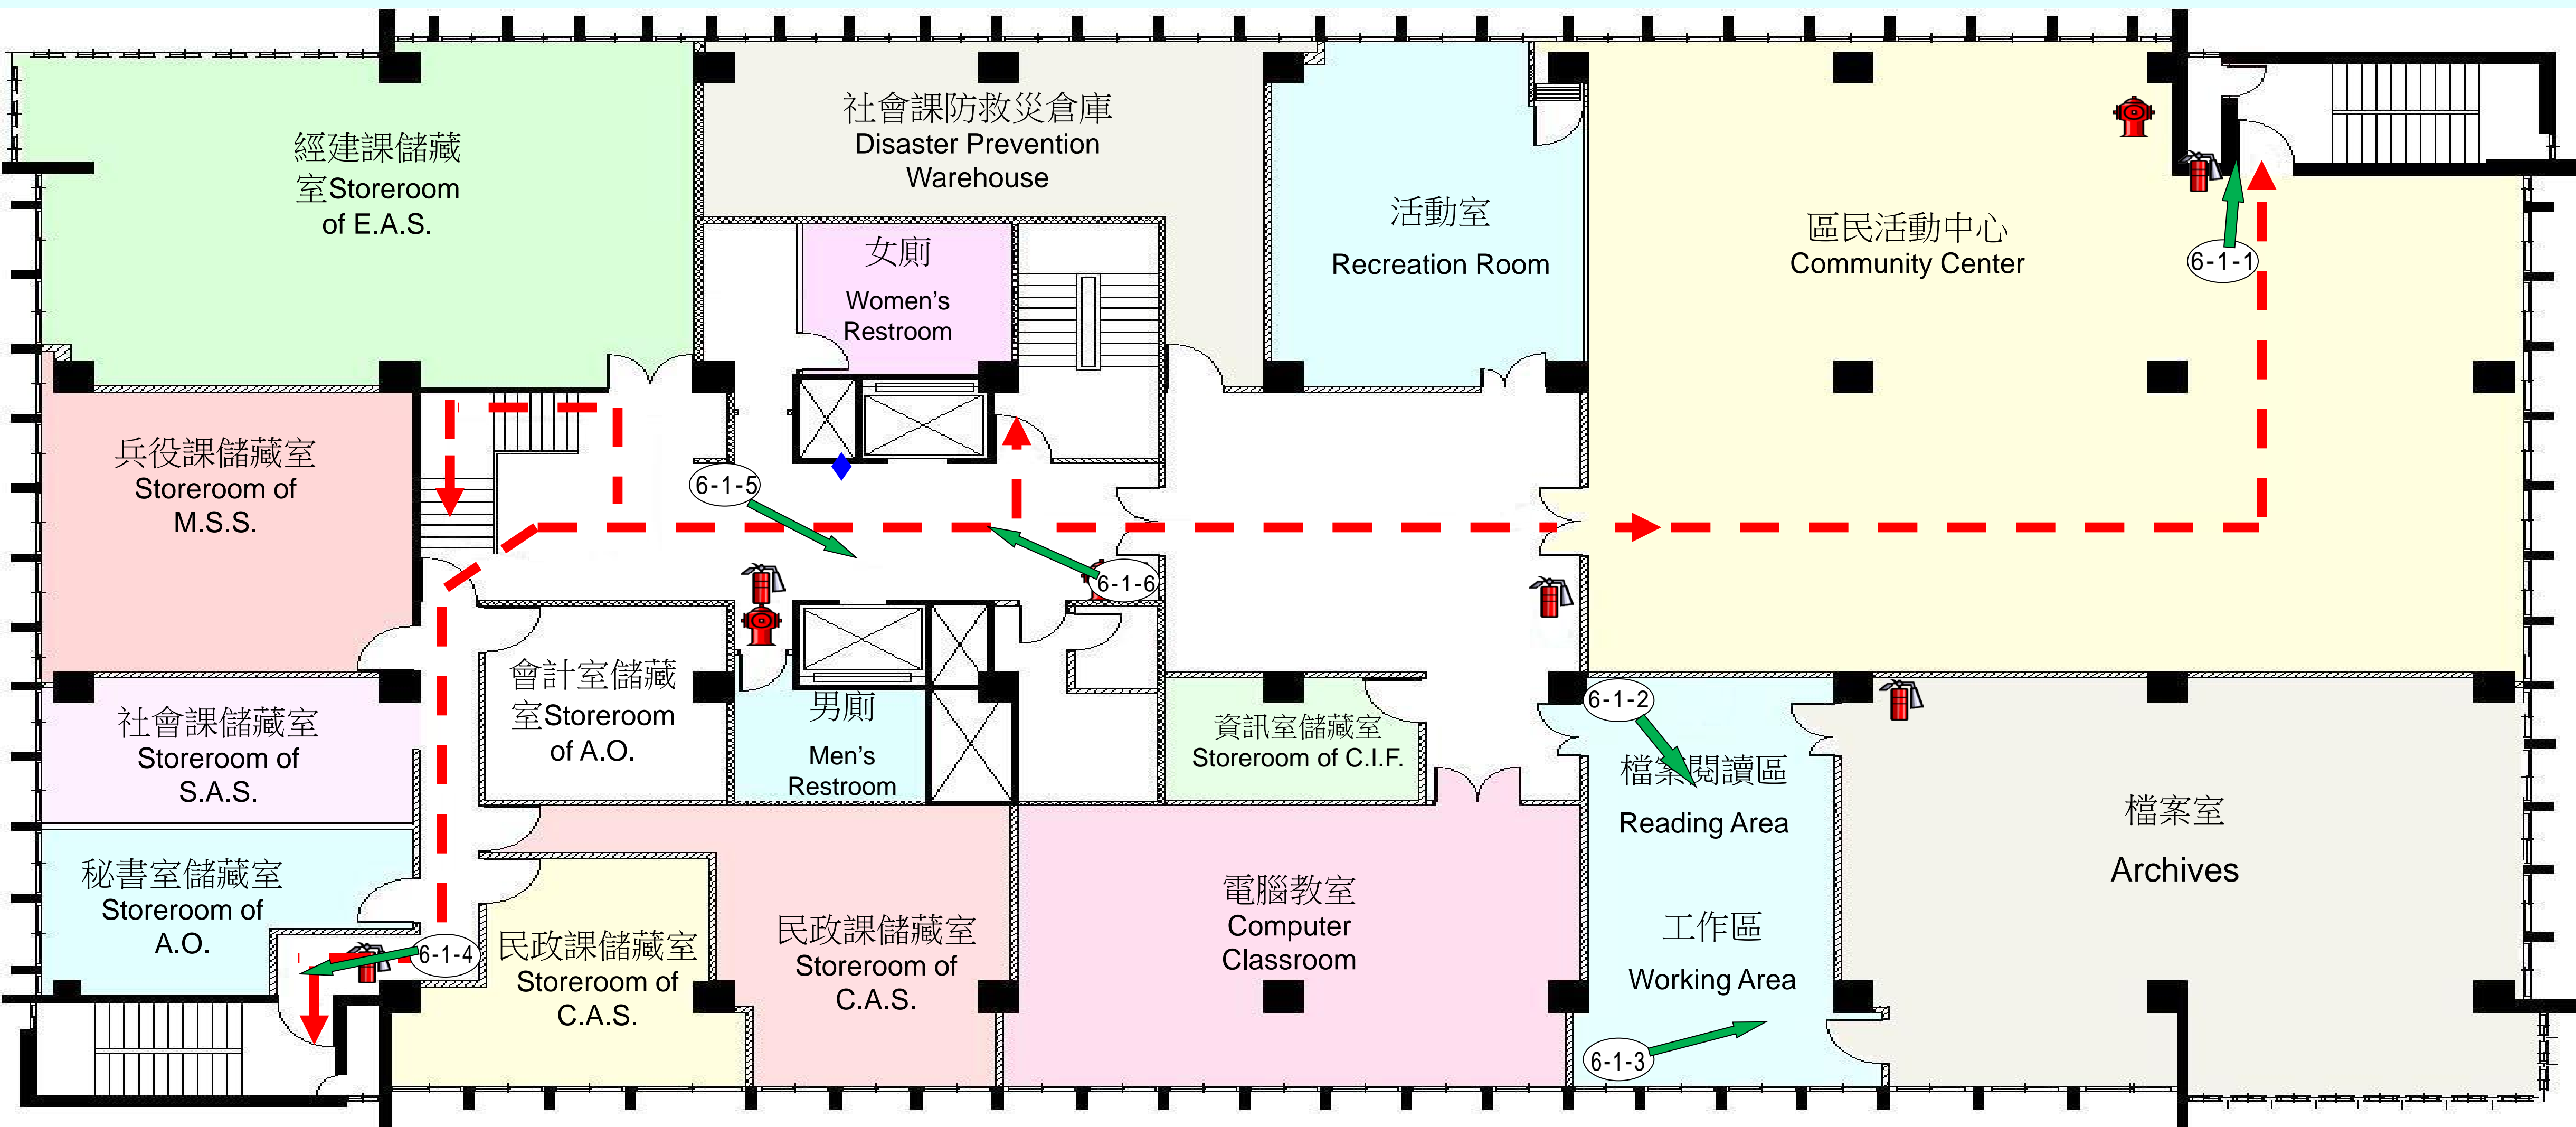 經建課儲藏
室Storeroom
of E.A.S.
社會課防救災倉庫
Disaster Prevention
Warehouse
女廁
Women's
Restroom
活動室
Recreation Room
區民活動中心
Community Center
6-1-1
兵役課儲藏室
Storeroom of
M.S.S.
6-1-5
6-1-6
社會課儲藏室
Storeroom of
S.A.S.
會計室儲藏
室Storeroom
of A.O.
男廁
Men's
Restroom
資訊室儲藏室
Storeroom of C.I.F.
6-1-2
檔案閱讀區
Reading Area
檔案室
Archives
秘書室儲藏室
Storeroom of
A.O.
6-1-4
民政課儲藏室
Storeroom of
C.A.S.
民政課儲藏室
Storeroom of
C.A.S.
電腦教室
Computer
Classroom
工作區
Working Area
6-1-3